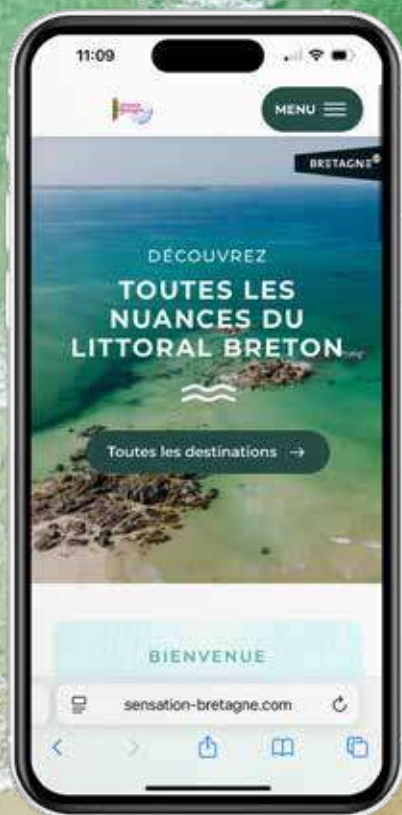 11:09
MENU
BRETAGNE
DÉCOUVREZ
TOUTES LES
NUANCES DU
LITTORAL BRETON
Toutes les destinations →
BIENVENUE
sensation-bretagne.com